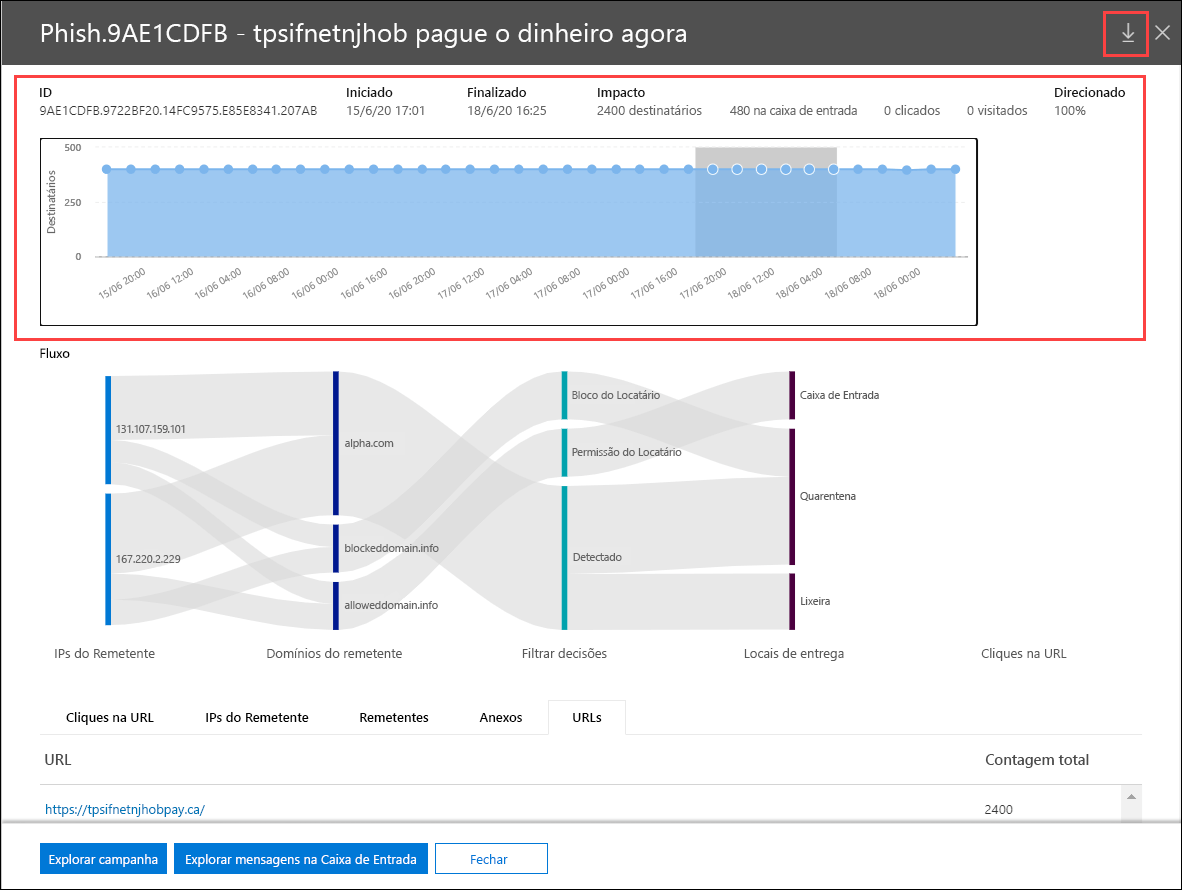 Phish.9AE1CDFB - tpsifnetnjhob pague o dinheiro agora
ID Iniciado Finalizado Impacto Direcionado
9AE1CDFB.9722BF20.14FC9575.E85E8341.207AB 15/6/20 17:01 18/6/20 16:25 2400 destinatários 480 na caixa de entrada 0 clicados 0 visitados 100%
500
250
0
Destinatários
15/06 20:00 16/06 12:00 16/06 04:00 16/06 08:00 16/06 00:00 16/06 16:00 16/06 20:00 17/06 12:00 17/06 04:00 17/06 08:00 17/06 00:00 17/06 16:00 17/06 20:00 18/06 12:00 18/06 04:00 18/06 08:00 18/06 00:00
Fluxo
131.107.159.101
167.220.2.229
alpha.com
blockeddomain.info
alloweddomain.info
Bloco do Locatário
Permissão do Locatário
Detectado
Caixa de Entrada
Quarentena
Lixeira
IPs do Remetente Domínios do remetente Filtrar decisões Locais de entrega Cliques na URL
Cliques na URL IPs do Remetente Remetentes Anexos URLs
URL Contagem total
https://tpsifnetnjhobpay.ca/ 2400
Explorar campanha Explorar mensagens na Caixa de Entrada Fechar